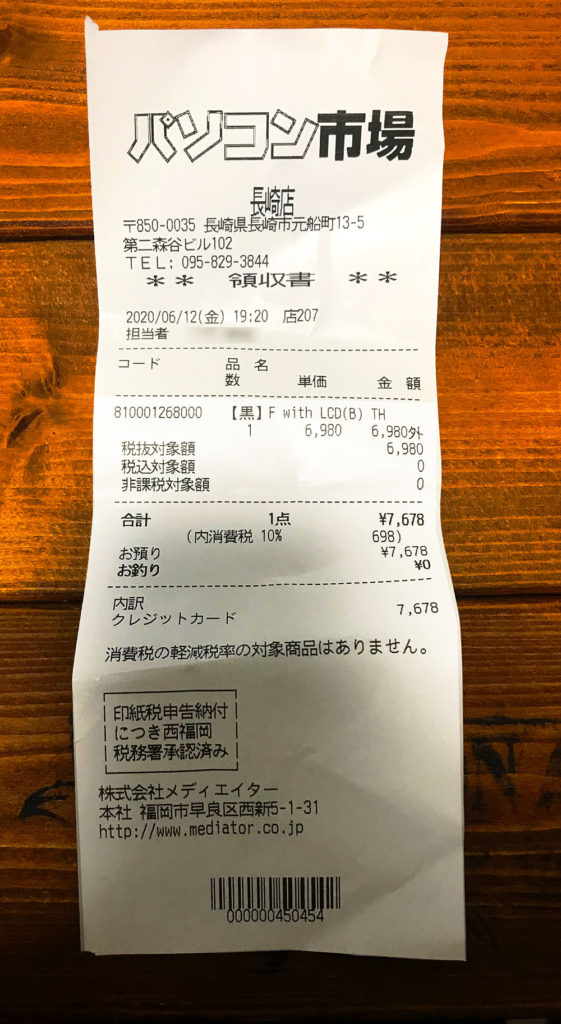 パソコン市場
長崎店
〒850-0035 長崎県長崎市元船町13-5
第二森谷ビル102
TEL: 095-829-3844
** 領収書 **
2020/06/12(金) 19:20 店207
担当者
コード 品 名
数 単価 金 額
810001268000 【黒】F with LCD(B) TH
1 6,980 6,980外
税抜対象額 6,980
税込対象額 0
非課税対象額 0
合計 1点 ¥7,678
(内消費税 10% 698)
お預り ¥7,678
お釣り ¥0
内訳
クレジットカード 7,678
消費税の軽減税率の対象商品はありません。
印紙税申告納付
につき西福岡
税務署承認済み
株式会社メディエイター
本社 福岡市早良区西新5-1-31
http://www.mediator.co.jp
000000450454